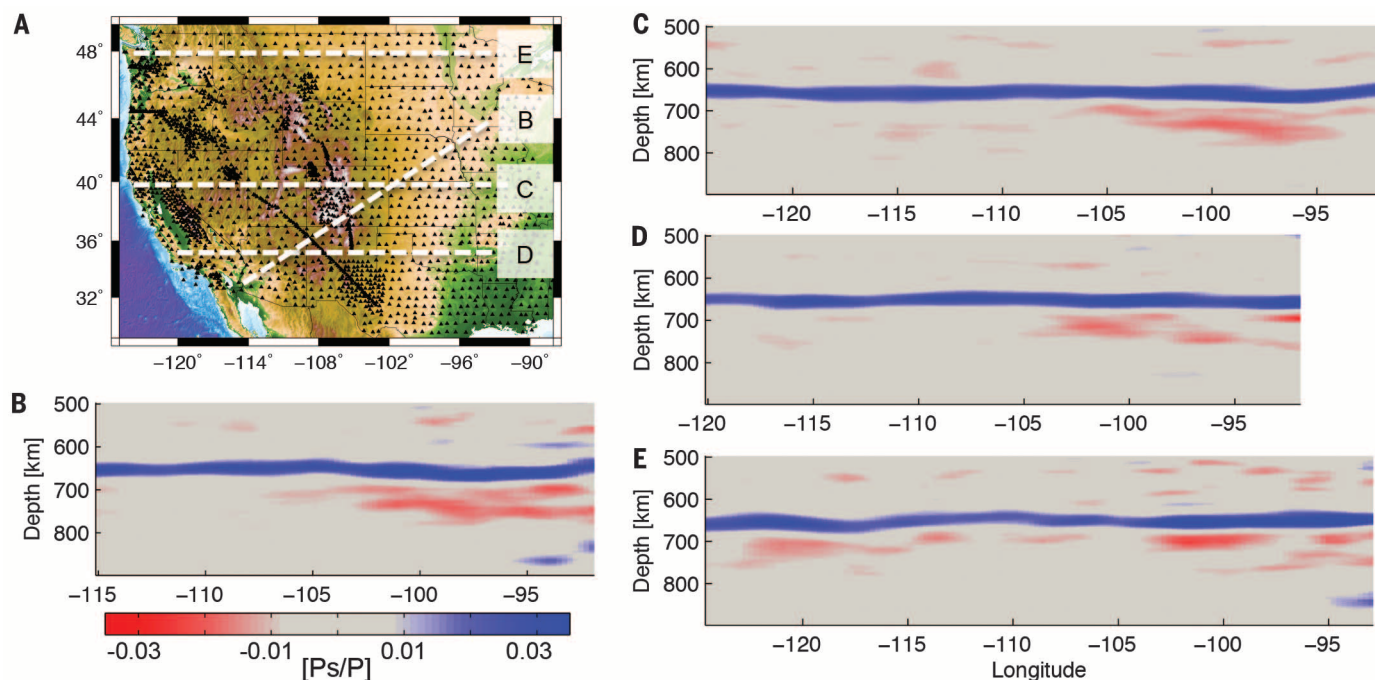 A
48°
44°
40°
36°
32°
E
B
C
D
-120° -114° -108° -102° -96° -90°
B
500
600
700
800
Depth [km]
-115 -110 -105 -100 -95
-0.03 -0.01 0.01 0.03
[Ps/P]
C
500
600
700
800
Depth [km]
-120 -115 -110 -105 -100 -95
D
500
600
700
800
Depth [km]
-120 -115 -110 -105 -100 -95
E
500
600
700
800
Depth [km]
-120 -115 -110 -105 -100 -95
Longitude